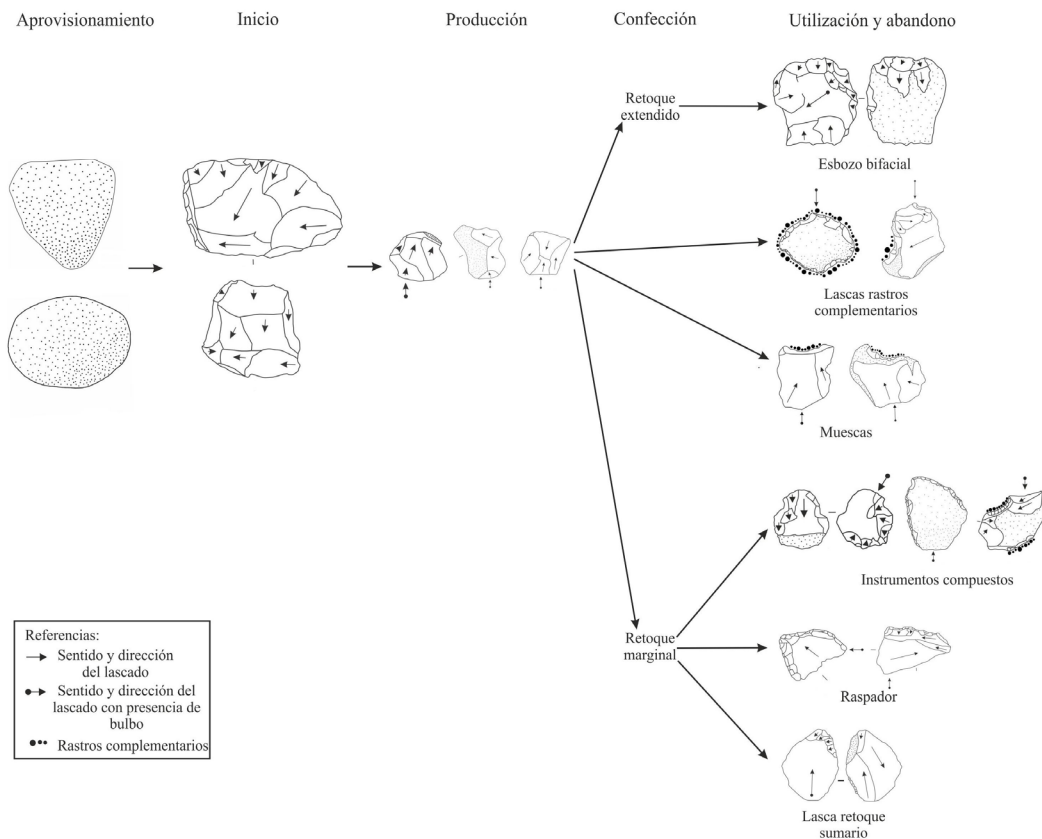 Aprovisionamiento
Inicio
Producción
Confección
Utilización y abandono
Retoque
extendido
Esbozo bifacial
Lascas rastros
complementarios
Muescas
Instrumentos compuestos
Retoque
marginal
Raspador
Lasca retoque
sumario
Referencias:
Sentido y dirección
del lascado
Sentido y dirección del
lascado con presencia de
bulbo
Rastros complementarios